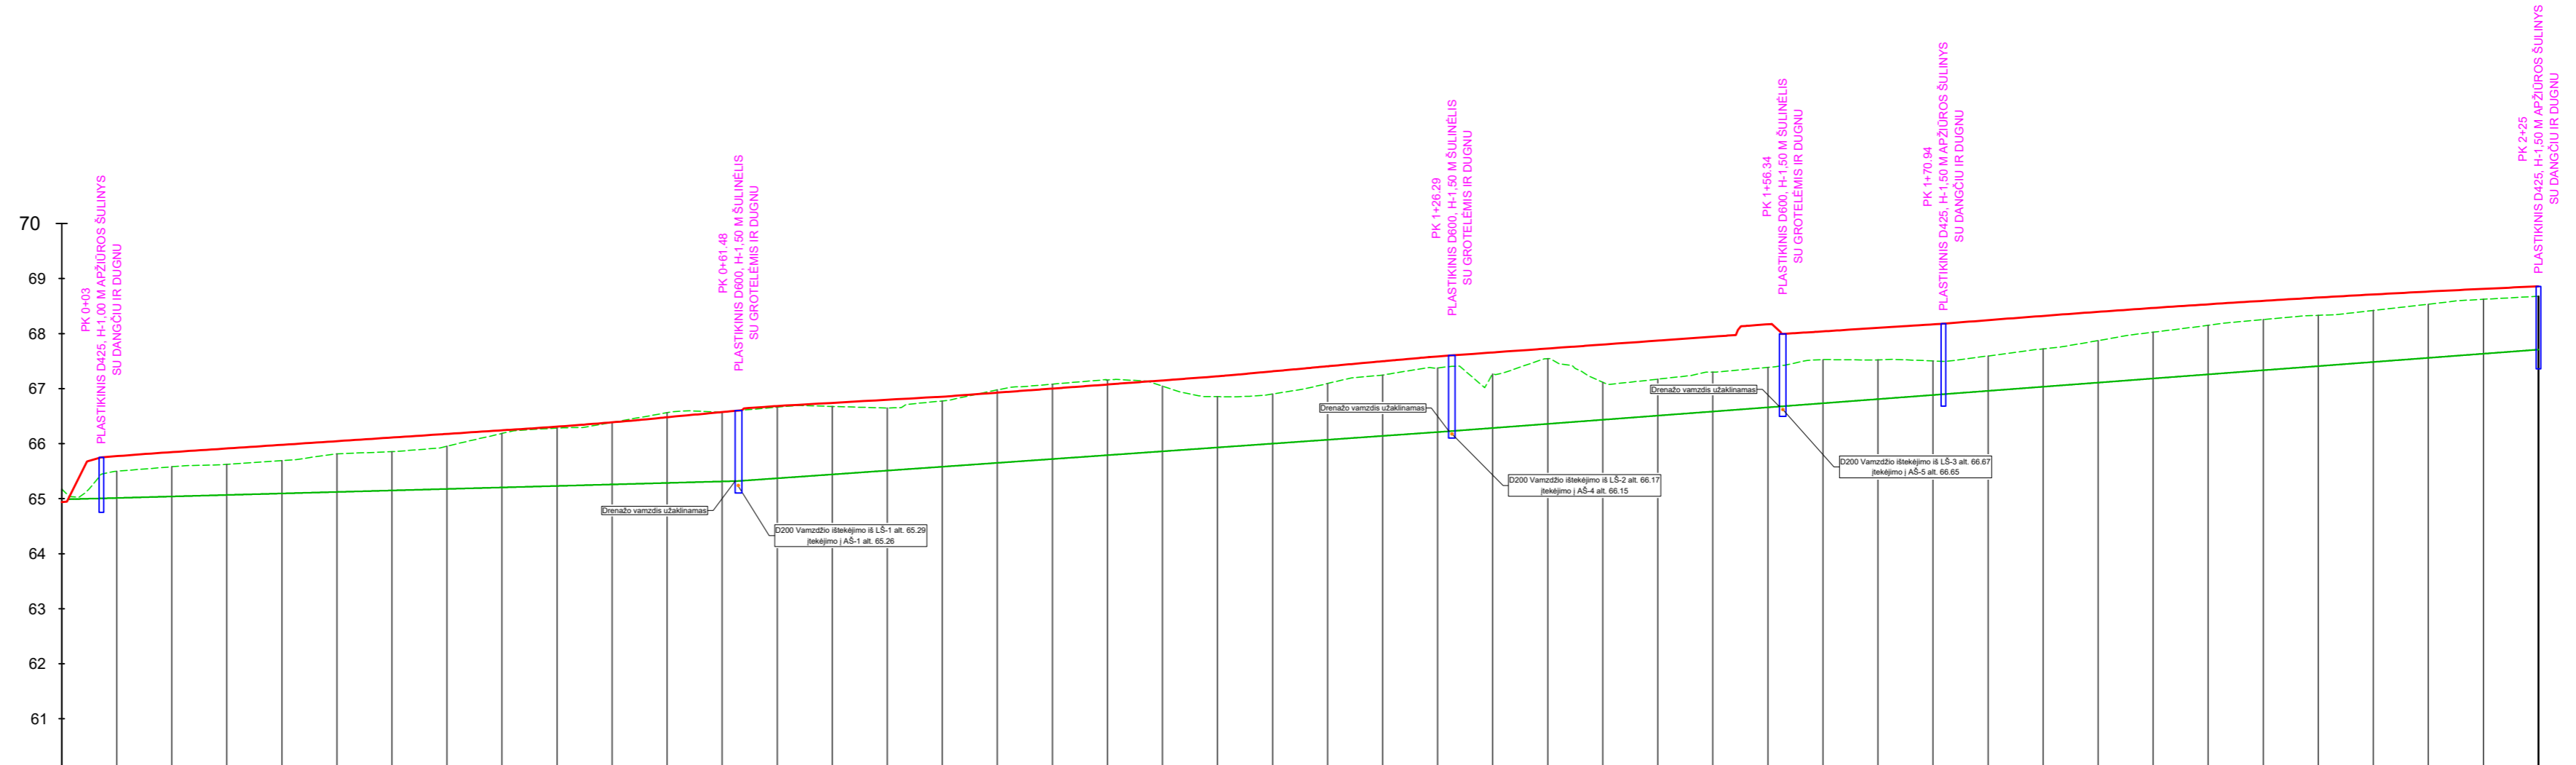 PK 0+03
PLASTIKINIS D425, H-1,00 M APŽIŪROS ŠULINYS
SU DANGČIU IR DUGNU
PK 0+61.48
PLASTIKINIS D600, H-1,50 M ŠULINĖLIS
SU GROTELĖMIS IR DUGNU
PK 1+26.29
PLASTIKINIS D600, H-1,50 M ŠULINĖLIS
SU GROTELĖMIS IR DUGNU
PK 1+56.34
PLASTIKINIS D600, H-1,50 M ŠULINĖLIS
SU GROTELĖMIS IR DUGNU
PK 1+70.94
PLASTIKINIS D425, H-1,50 M APŽIŪROS ŠULINYS
SU DANGČIU IR DUGNU
PK 2+25
PLASTIKINIS D425, H-1,50 M APŽIŪROS ŠULINYS
SU DANGČIU IR DUGNU
70
69
68
67
66
65
64
63
62
61
Drenažo vamzdis užaklinamas
D200 Vamzdžio ištekėjimo iš LŠ-1 alt. 65.29
įtekėjimo į AŠ-1 alt. 65.26
Drenažo vamzdis užaklinamas
D200 Vamzdžio ištekėjimo iš LŠ-2 alt. 66.17
įtekėjimo į AŠ-4 alt. 66.15
Drenažo vamzdis užaklinamas
D200 Vamzdžio ištekėjimo iš LŠ-3 alt. 66.67
įtekėjimo į AŠ-5 alt. 66.65